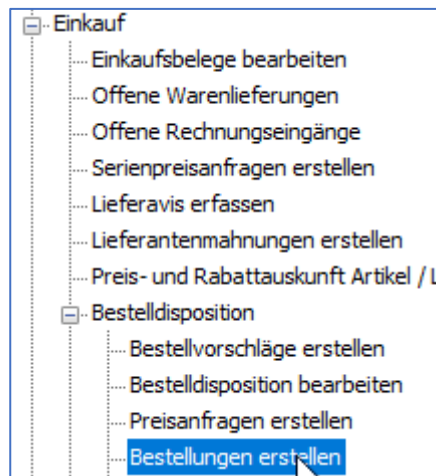 Einkauf
Einkaufsbelege bearbeiten
Offene Warenlieferungen
Offene Rechnungseingänge
Serienpreisanfragen erstellen
Lieferavis erfassen
Lieferantenmahnungen erstellen
Preis- und Rabattauskunft Artikel /
Bestelldisposition
Bestellvorschläge erstellen
Bestelldisposition bearbeiten
Preisanfragen erstellen
Bestellungen erstellen